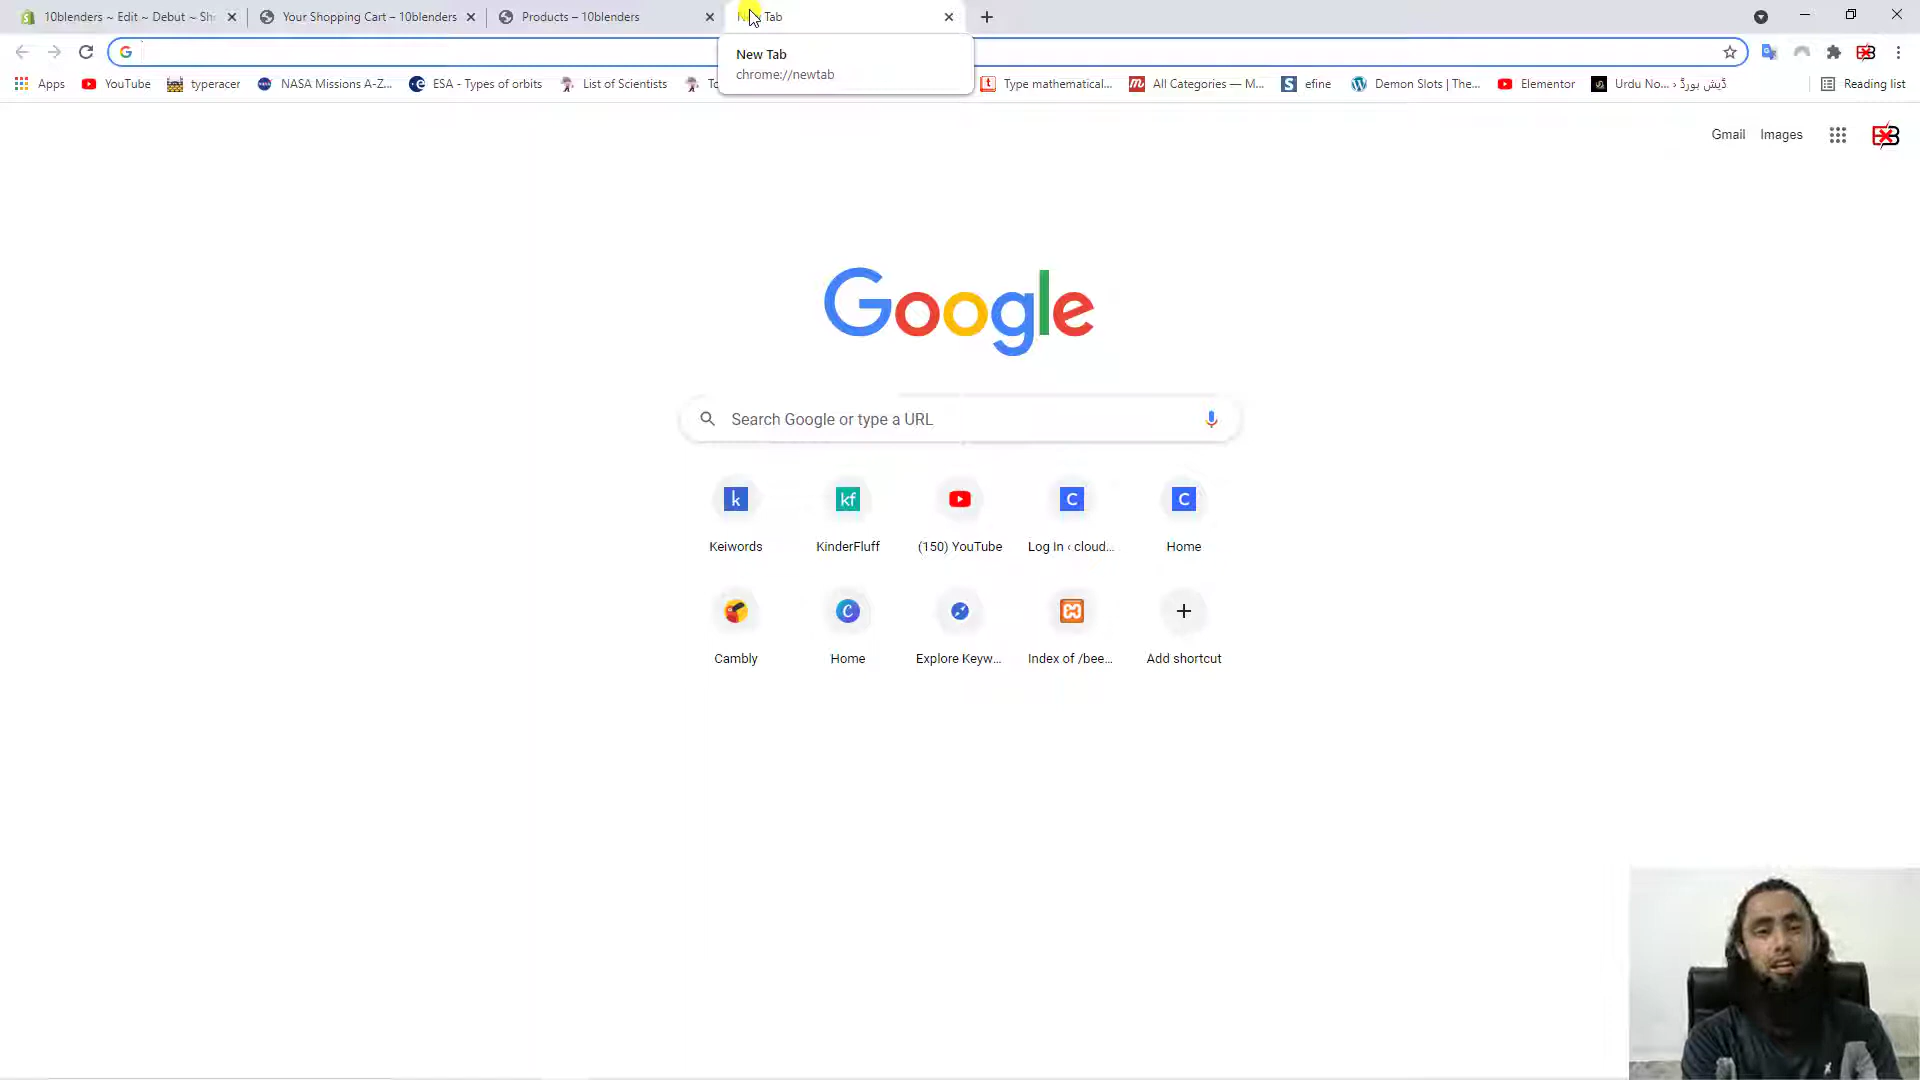 10blenders ~ Edit ~ Debut ~ Sh
Your Shopping Cart – 10blenders
Products – 10blenders
Tab
New Tab
chrome://newtab
Apps
YouTube
typeracer
NASA Missions A-Z...
ESA - Types of orbits
List of Scientists
Type mathematical...
All Categories — M...
efine
Demon Slots | The...
Elementor
Urdu No... › ڈیش بورڈ
Reading list
Gmail
Images
Google
Search Google or type a URL
Keiwords
KinderFluff
(150) YouTube
Log In ‹ cloud...
Home
Cambly
Home
Explore Keyw...
Index of /bee...
Add shortcut